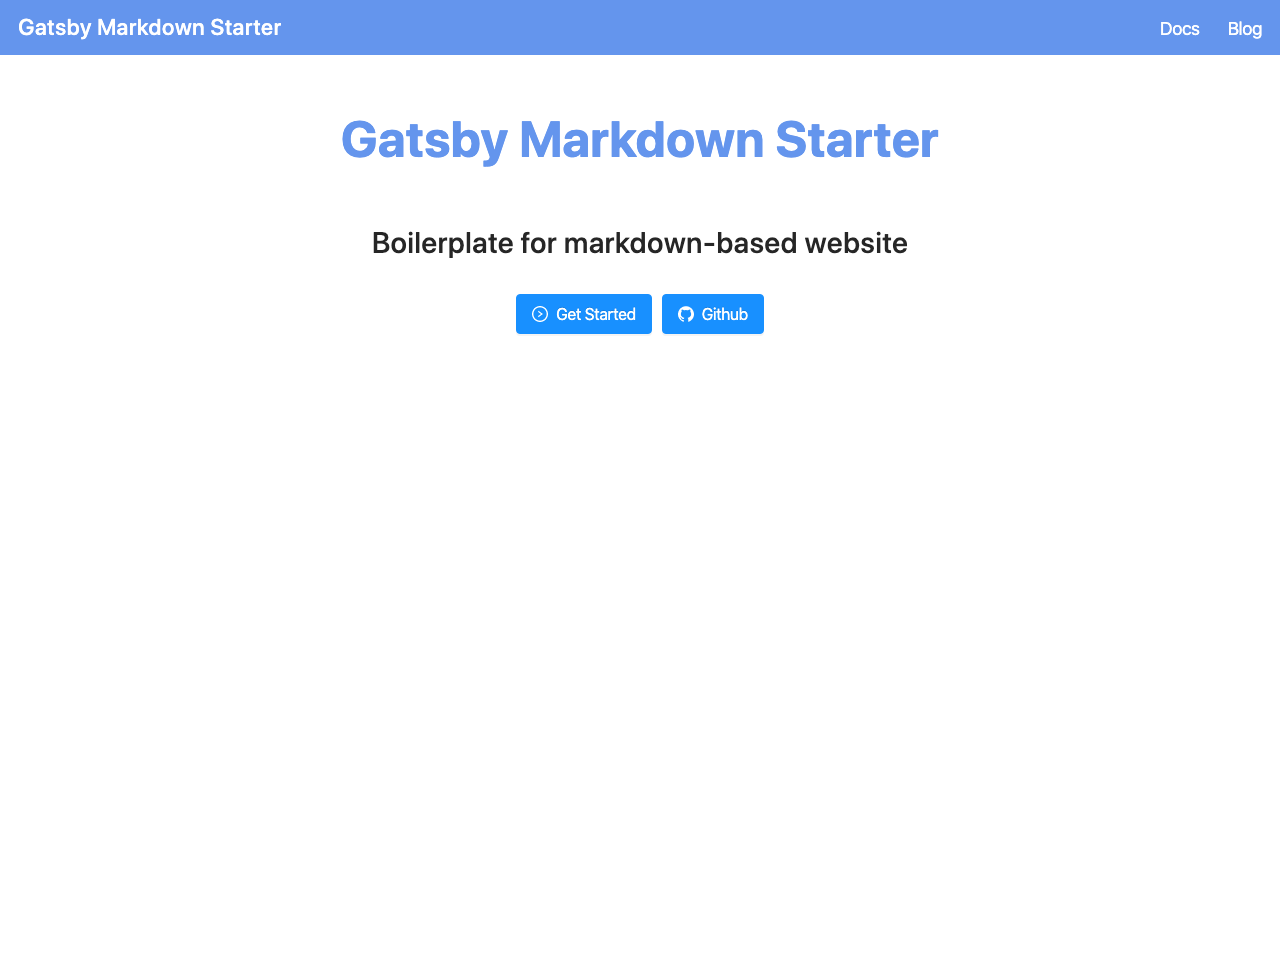 Gatsby Markdown Starter
Docs
Blog
Gatsby Markdown Starter
Boilerplate for markdown-based website
Get Started
Github